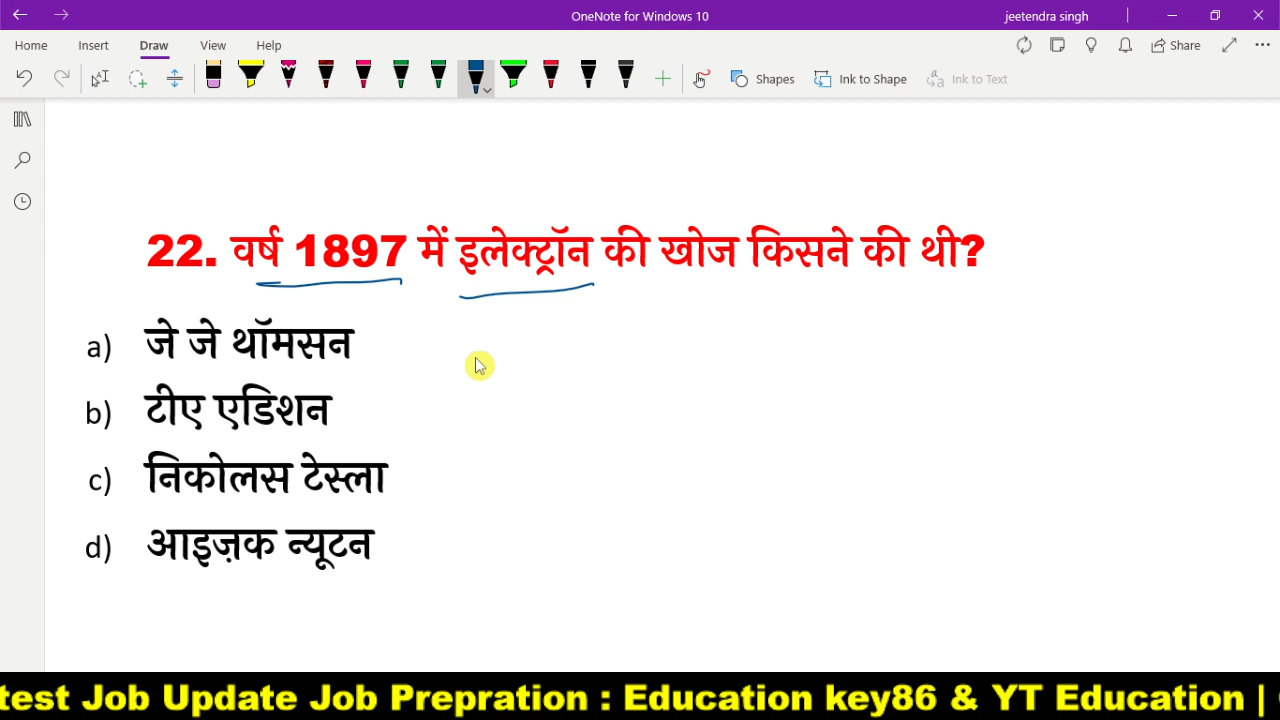 OneNote for Windows 10
jeetendra singh
Home Insert Draw View Help
Share
Shapes Ink to Shape Ink to Text
22. वर्ष 1897 में इलेक्ट्रॉन की खोज किसने की थी?
a) जे जे थॉमसन
b) टीए एडिशन
c) निकोलस टेस्ला
d) आइज़क न्यूटन
test Job Update Job Prepration : Education key86 & YT Education |